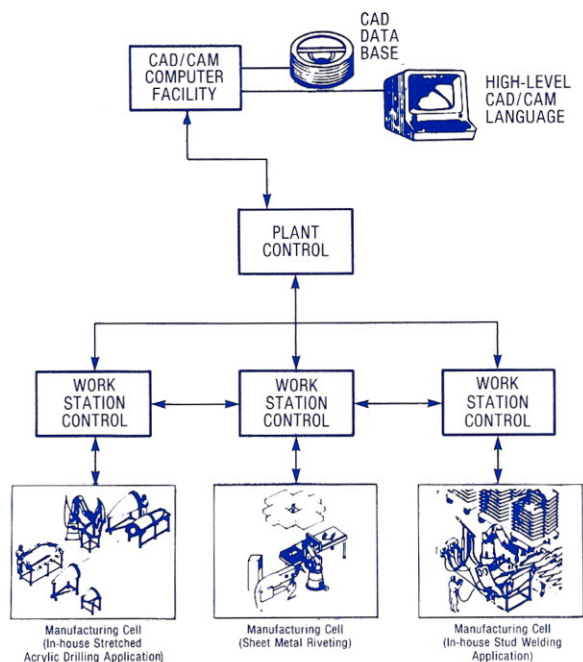 CAD
DATA
BASE
CAD/CAM
COMPUTER
FACILITY
HIGH-LEVEL
CAD/CAM
LANGUAGE
PLANT
CONTROL
WORK
STATION
CONTROL
WORK
STATION
CONTROL
WORK
STATION
CONTROL
Manufacturing Cell
(In-house Stretched
Acrylic Drilling Application)
Manufacturing Cell
(Sheet Metal Riveting)
Manufacturing Cell
(In-house Stud Welding
Application)